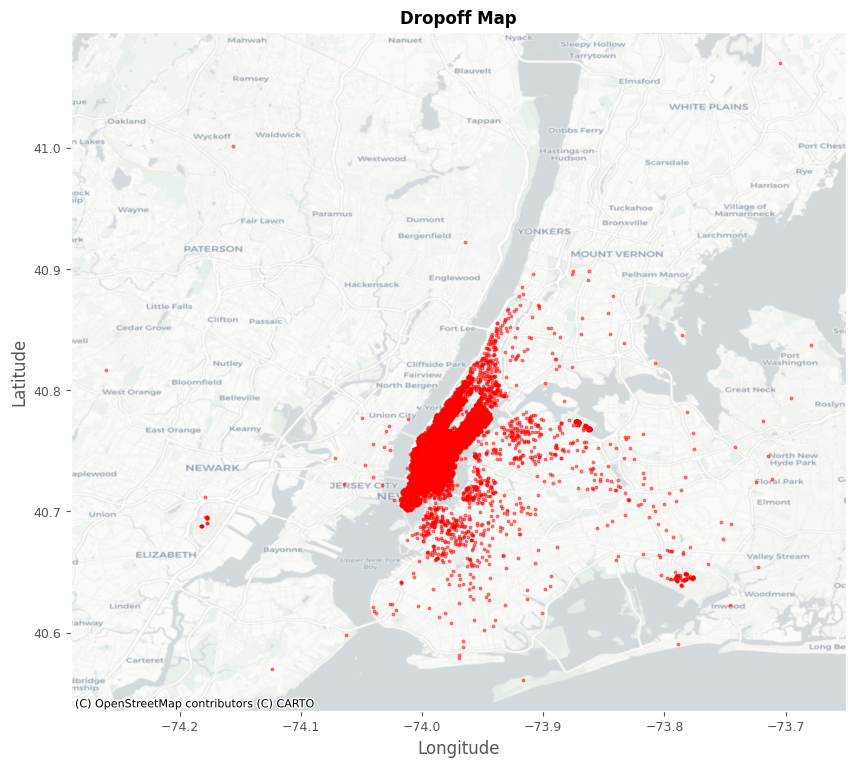 Dropoff Map
Mahwah
Nanuet
Nyack
Sleepy Hollow
Tarrytown
Ramsey
Blauvelt
Elmsford
WHITE PLAINS
Oakland
Wyckoff
Waldwick
Tappan
Dobbs Ferry
Port Chest
n Lakes
41.0
Westwood
Hastings-on-
Hudson
Scarsdale
Rye
Harrison
Wayne
Paramus
Dumont
Tuckahoe
Village of
Mamaroneck
Fair Lawn
Bergenfield
YONKERS
Bronxville
Larchmont
PATERSON
MOUNT VERNON
40.9
Hackensack
Englewood
Pelham Manor
Little Falls
Clifton
Passaic
Cedar Grove
Fort Lee
well
Nutley
Cliffside Park
Port
Washington
Bloomfield
Fairview
Latitude
40.8
West Orange
Belleville
North Bergen
Great Neck
Roslyn
Union City
East Orange
Kearny
NEWARK
North New
Hyde Park
aplewood
JERSEY CITY
Floral Park
NEW
Elmont
40.7
Union
ELIZABETH
Bayonne
Upper New York
Bay
Valley Stream
Linden
Woodmere
Inwood
40.6
Carteret
Long Be
dbridge
nship
(C) OpenStreetMap contributors (C) CARTO
−74.2
−74.1
−74.0
−73.9
−73.8
−73.7
Longitude